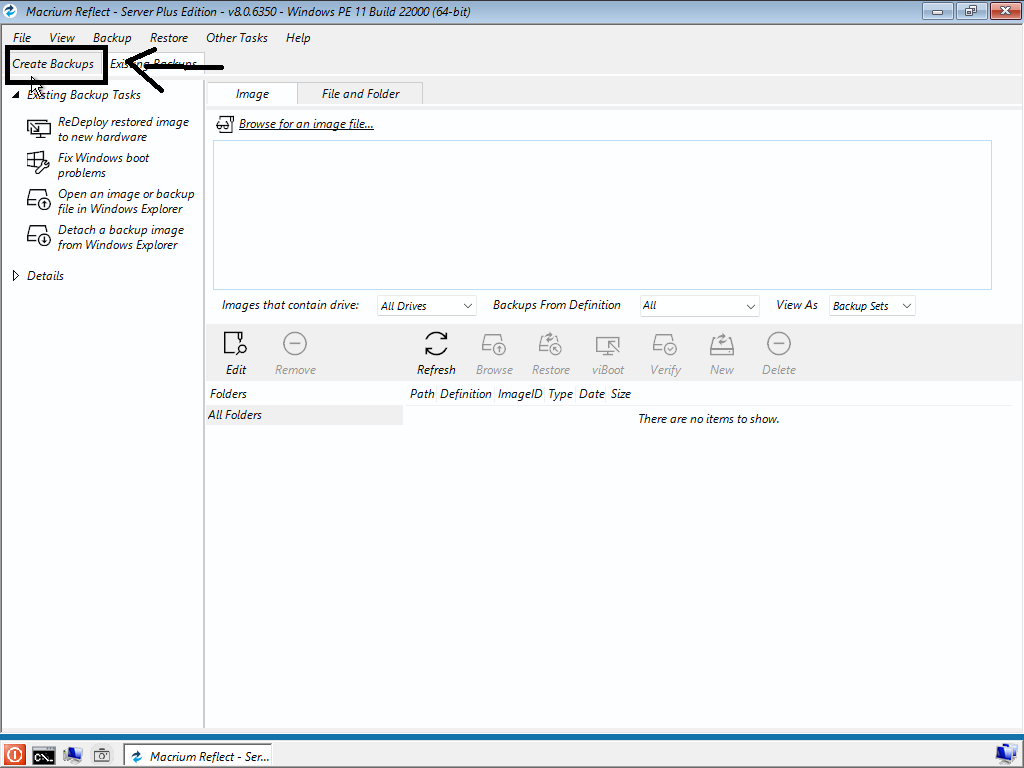 Macrium Reflect - Server Plus Edition - v8.0.6350 - Windows PE 11 Build 22000 (64-bit)
File View Backup Restore Other Tasks Help
Create Backups Existing Backups
Existing Backup Tasks
ReDeploy restored image
to new hardware
Fix Windows boot
problems
Open an image or backup
file in Windows Explorer
Detach a backup image
from Windows Explorer
Details
Image File and Folder
Browse for an image file...
Images that contain drive: All Drives Backups From Definition All View As Backup Sets
Edit Remove Refresh Browse Restore viBoot Verify New Delete
Folders Path Definition ImageID Type Date Size
All Folders
There are no items to show.
Macrium Reflect - Ser...